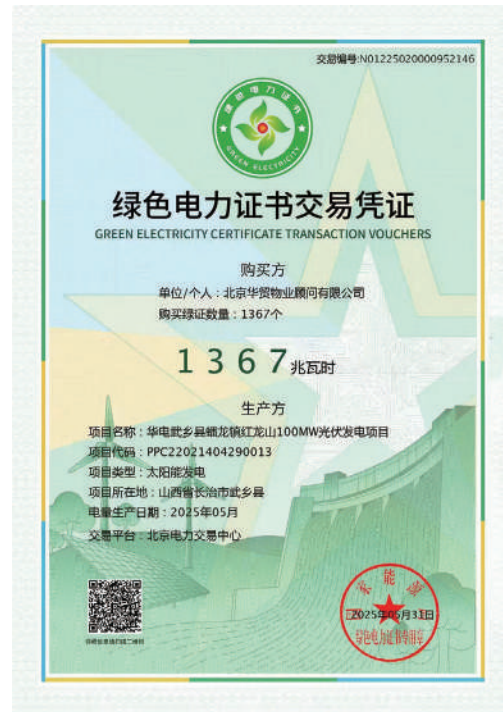 交易编号:N01225020000952146
绿色电力证书
GREEN ELECTRICITY
绿色电力证书交易凭证
GREEN ELECTRICITY CERTIFICATE TRANSACTION VOUCHERS
购买方
单位/个人：北京华贸物业顾问有限公司
购买绿证数量：1367个
1367兆瓦时
生产方
项目名称：华电武乡县蟠龙镇红龙山100MW光伏发电项目
项目代码：PPC22021404290013
项目类型：太阳能发电
项目所在地：山西省长治市武乡县
电量生产日期：2025年05月
交易平台：北京电力交易中心
2025年05月31日